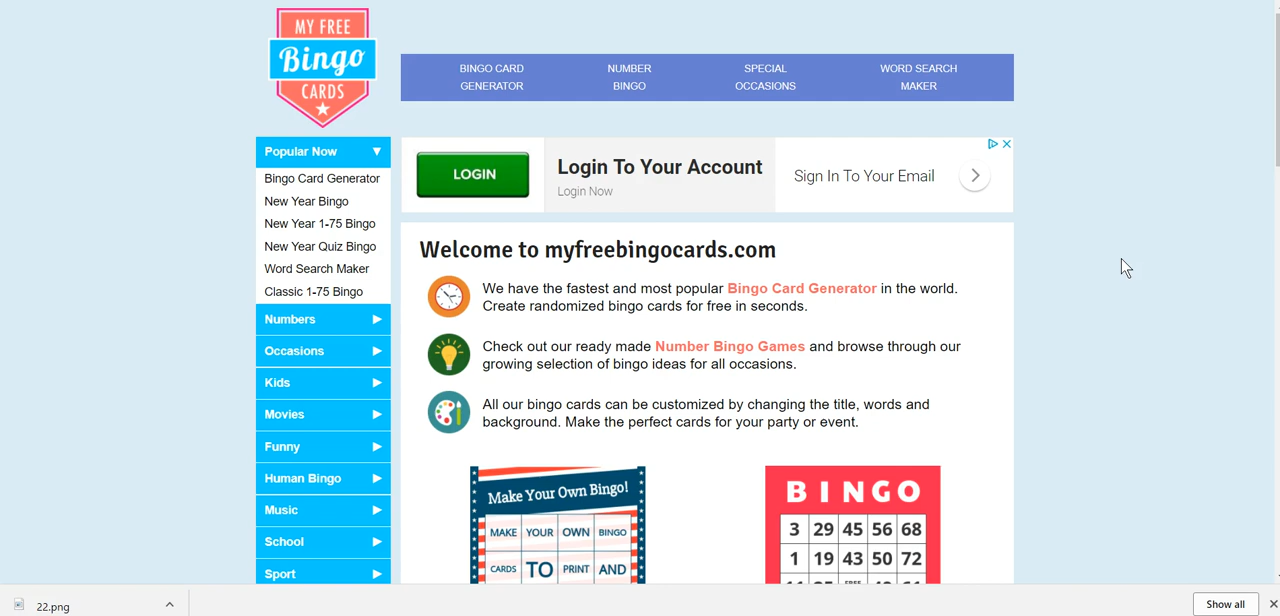 MY FREE
Bingo
CARDS
BINGO CARD
GENERATOR
NUMBER
BINGO
SPECIAL
OCCASIONS
WORD SEARCH
MAKER
Popular Now
Bingo Card Generator
New Year Bingo
New Year 1-75 Bingo
New Year Quiz Bingo
Word Search Maker
Classic 1-75 Bingo
Numbers
Occasions
Kids
Movies
Funny
Human Bingo
Music
School
Sport
LOGIN
Login To Your Account
Login Now
Sign In To Your Email
Welcome to myfreebingocards.com
We have the fastest and most popular Bingo Card Generator in the world.
Create randomized bingo cards for free in seconds.
Check out our ready made Number Bingo Games and browse through our
growing selection of bingo ideas for all occasions.
All our bingo cards can be customized by changing the title, words and
background. Make the perfect cards for your party or event.
Make Your Own Bingo!
MAKE YOUR OWN BINGO
CARDS TO PRINT AND
BINGO
3 29 45 56 68
1 19 43 50 72
22.png
Show all